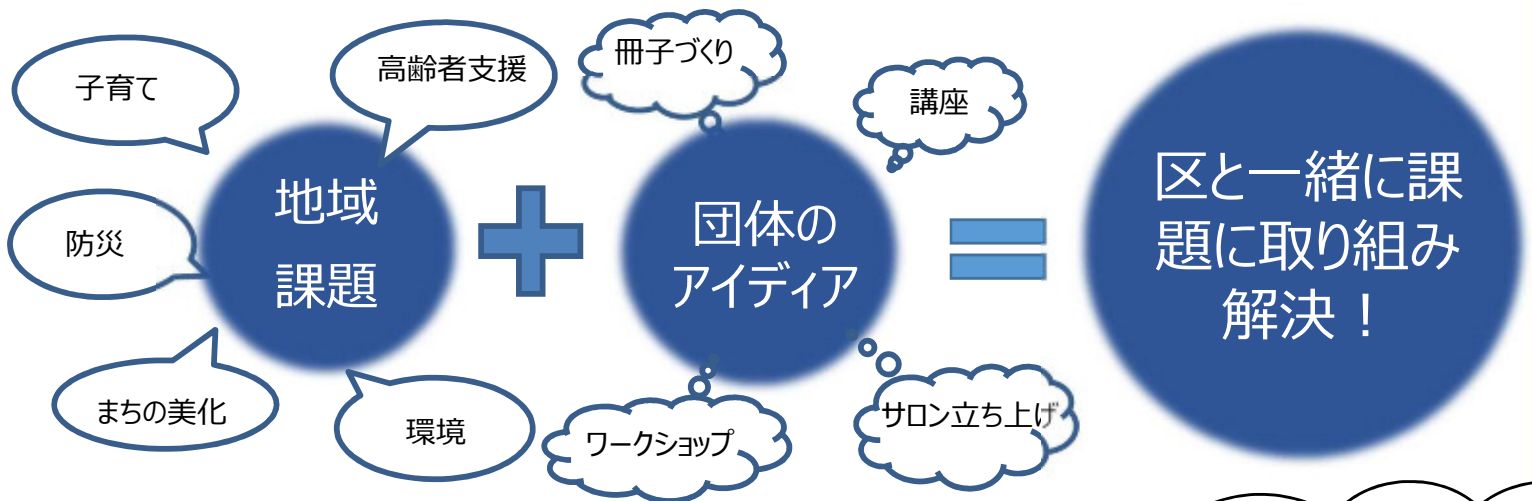 子育て
高齢者支援
防災
まちの美化
環境
地域
課題
冊子づくり
講座
団体の
アイディア
ワークショップ
サロン立ち上げ
区と一緒に課
題に取り組み
解決！